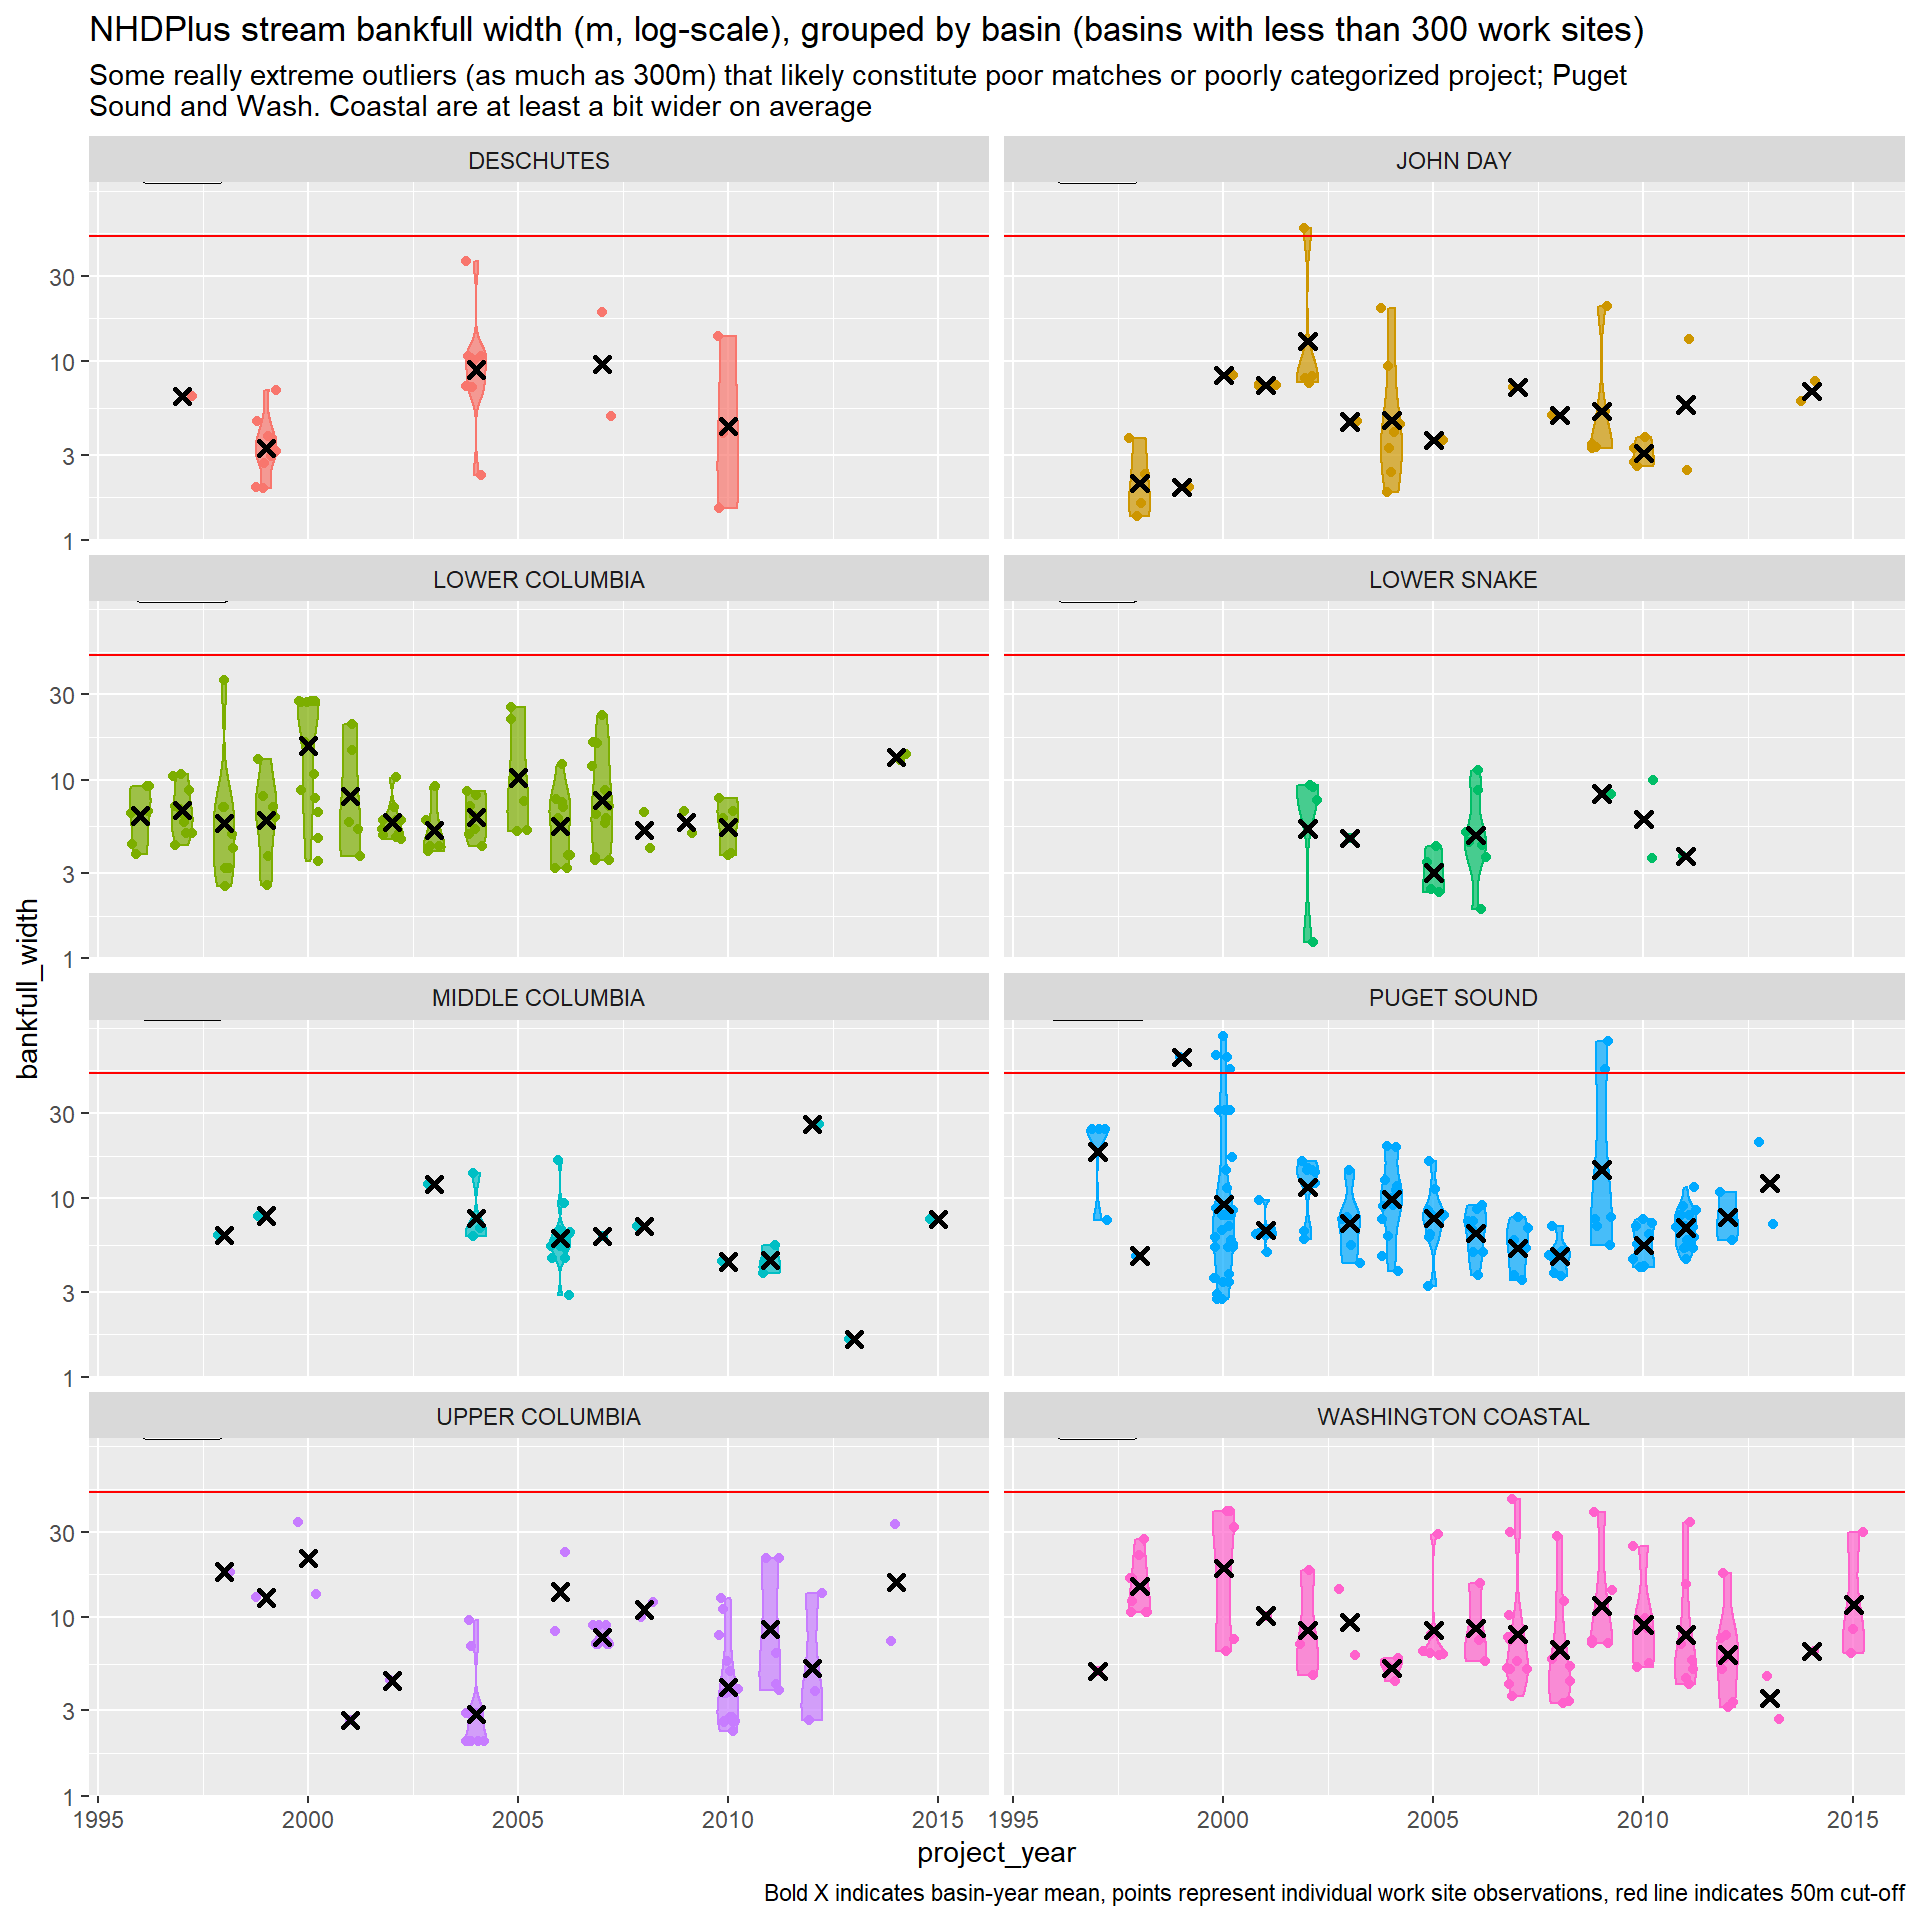 NHDPlus stream bankfull width (m, log-scale), grouped by basin (basins with less than 300 work sites)
Some really extreme outliers (as much as 300m) that likely constitute poor matches or poorly categorized project; Puget
Sound and Wash. Coastal are at least a bit wider on average
DESCHUTES
JOHN DAY
30
10
3
1
LOWER COLUMBIA
LOWER SNAKE
30
10
3
1
bankfull_width
MIDDLE COLUMBIA
PUGET SOUND
30
10
3
1
UPPER COLUMBIA
WASHINGTON COASTAL
30
10
3
1
1995 2000 2005 2010 2015 1995 2000 2005 2010 2015
project_year
Bold X indicates basin-year mean, points represent individual work site observations, red line indicates 50m cut-off